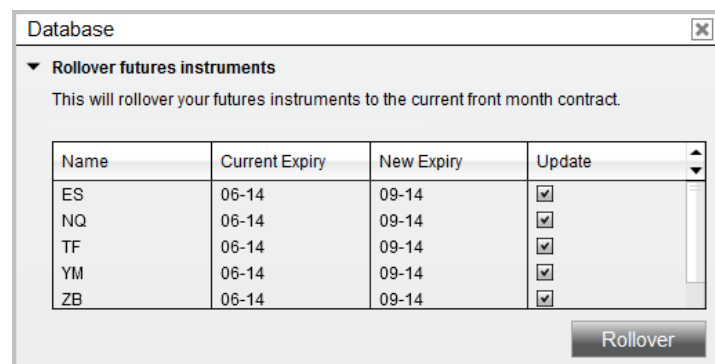 Database
Rollover futures instruments
This will rollover your futures instruments to the current front month contract.
Name Current Expiry New Expiry Update
ES 06-14 09-14
NQ 06-14 09-14
TF 06-14 09-14
YM 06-14 09-14
ZB 06-14 09-14
Rollover